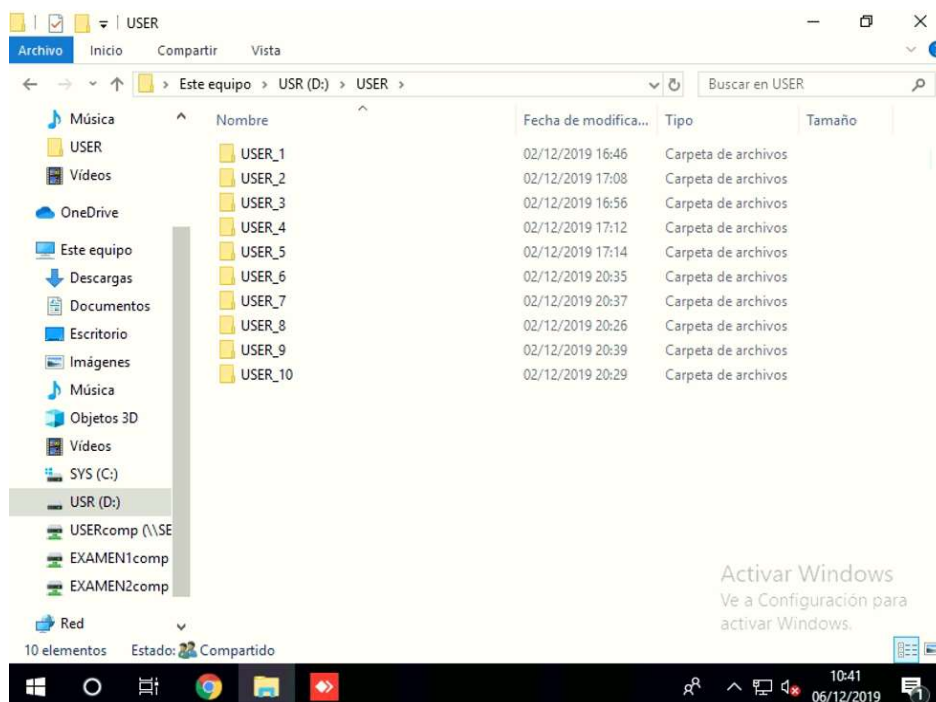 USER
Archivo Inicio Compartir Vista
Este equipo > USR (D:) > USER > Buscar en USER
Música
USER
Vídeos
OneDrive
Este equipo
Descargas
Documentos
Escritorio
Imágenes
Música
Objetos 3D
Vídeos
SYS (C:)
USR (D:)
USERcomp (\\SE
EXAMEN1comp
EXAMEN2comp
Red
Nombre Fecha de modifica... Tipo Tamaño
USER_1 02/12/2019 16:46 Carpeta de archivos
USER_2 02/12/2019 17:08 Carpeta de archivos
USER_3 02/12/2019 16:56 Carpeta de archivos
USER_4 02/12/2019 17:12 Carpeta de archivos
USER_5 02/12/2019 17:14 Carpeta de archivos
USER_6 02/12/2019 20:35 Carpeta de archivos
USER_7 02/12/2019 20:37 Carpeta de archivos
USER_8 02/12/2019 20:26 Carpeta de archivos
USER_9 02/12/2019 20:39 Carpeta de archivos
USER_10 02/12/2019 20:29 Carpeta de archivos
Activar Windows
Ve a Configuración para
activar Windows.
10 elementos Estado: Compartido
10:41
06/12/2019
1